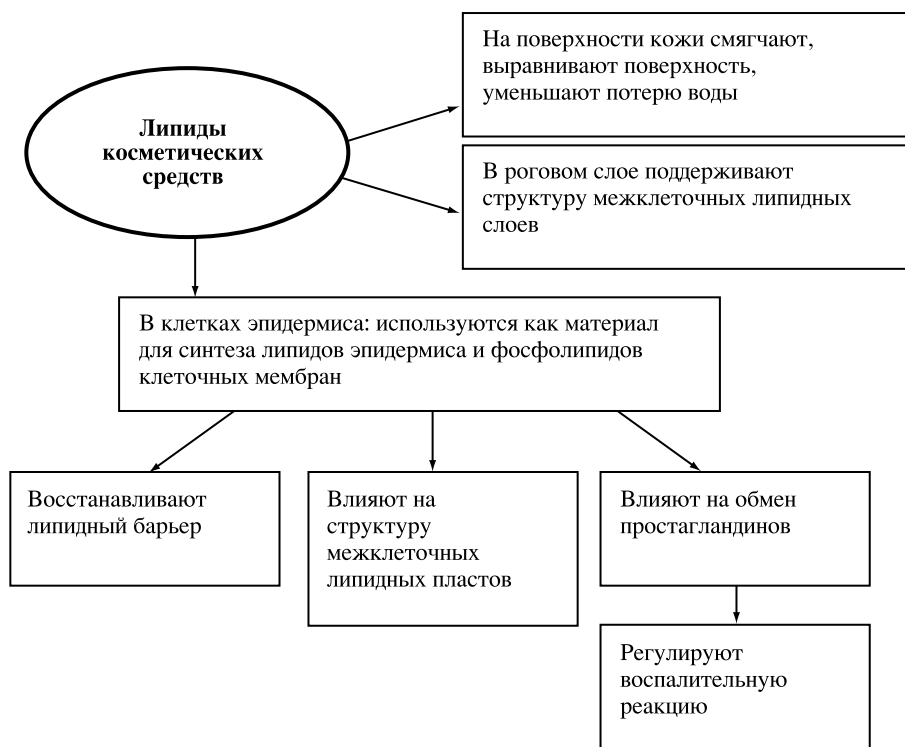 На поверхности кожи смягчают,
выравнивают поверхность,
уменьшают потерю воды
Липиды
косметических
средств
В роговом слое поддерживают
структуру межклеточных липидных
слоев
В клетках эпидермиса: используются как материал
для синтеза липидов эпидермиса и фосфолипидов
клеточных мембран
Восстанавливают
липидный барьер
Влияют на
структуру
межклеточных
липидных пластов
Влияют на обмен
простагландинов
Регулируют
воспалительную
реакцию